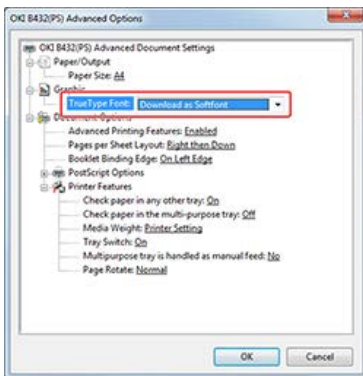 OKI B432(PS) Advanced Options
OKI B432(PS) Advanced Document Settings
Paper/Output
Paper Size: A4
Graphic
TrueType Font: Download as Softfont
Document Options
Advanced Printing Features: Enabled
Pages per Sheet Layout: Right then Down
Booklet Binding Edge: On Left Edge
PostScript Options
Printer Features
Check paper in any other tray: On
Check paper in the multi-purpose tray: Off
Media Weight: Printer Setting
Tray Switch: On
Multipurpose tray is handled as manual feed: No
Page Rotate: Normal
OK Cancel